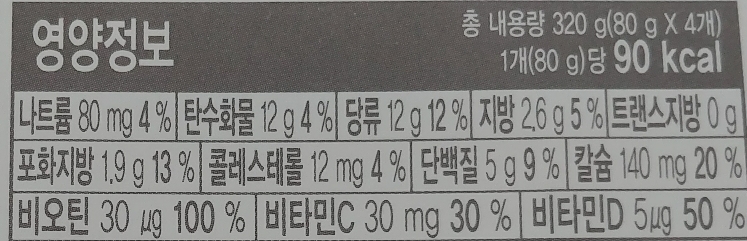 영양정보
총 내용량 320 g(80 g X 4개)
1개(80 g)당 90 kcal
나트륨 80 mg 4 % 탄수화물 12 g 4 % 당류 12 g 12 % 지방 2.6 g 5 % 트랜스지방 0 g
포화지방 1.9 g 13 % 콜레스테롤 12 mg 4 % 단백질 5 g 9 % 칼슘 140 mg 20 %
비오틴 30 μg 100 % 비타민C 30 mg 30 % 비타민D 5μg 50 %